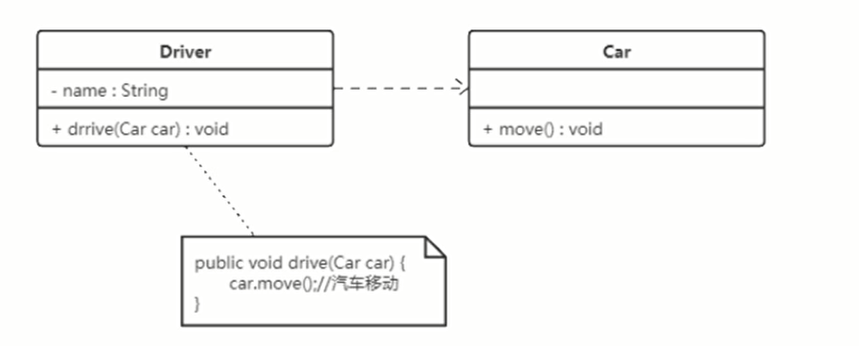 Driver
- name : String
+ drrive(Car car) : void
Car
+ move() : void
public void drive(Car car) {
car.move();//汽车移动
}